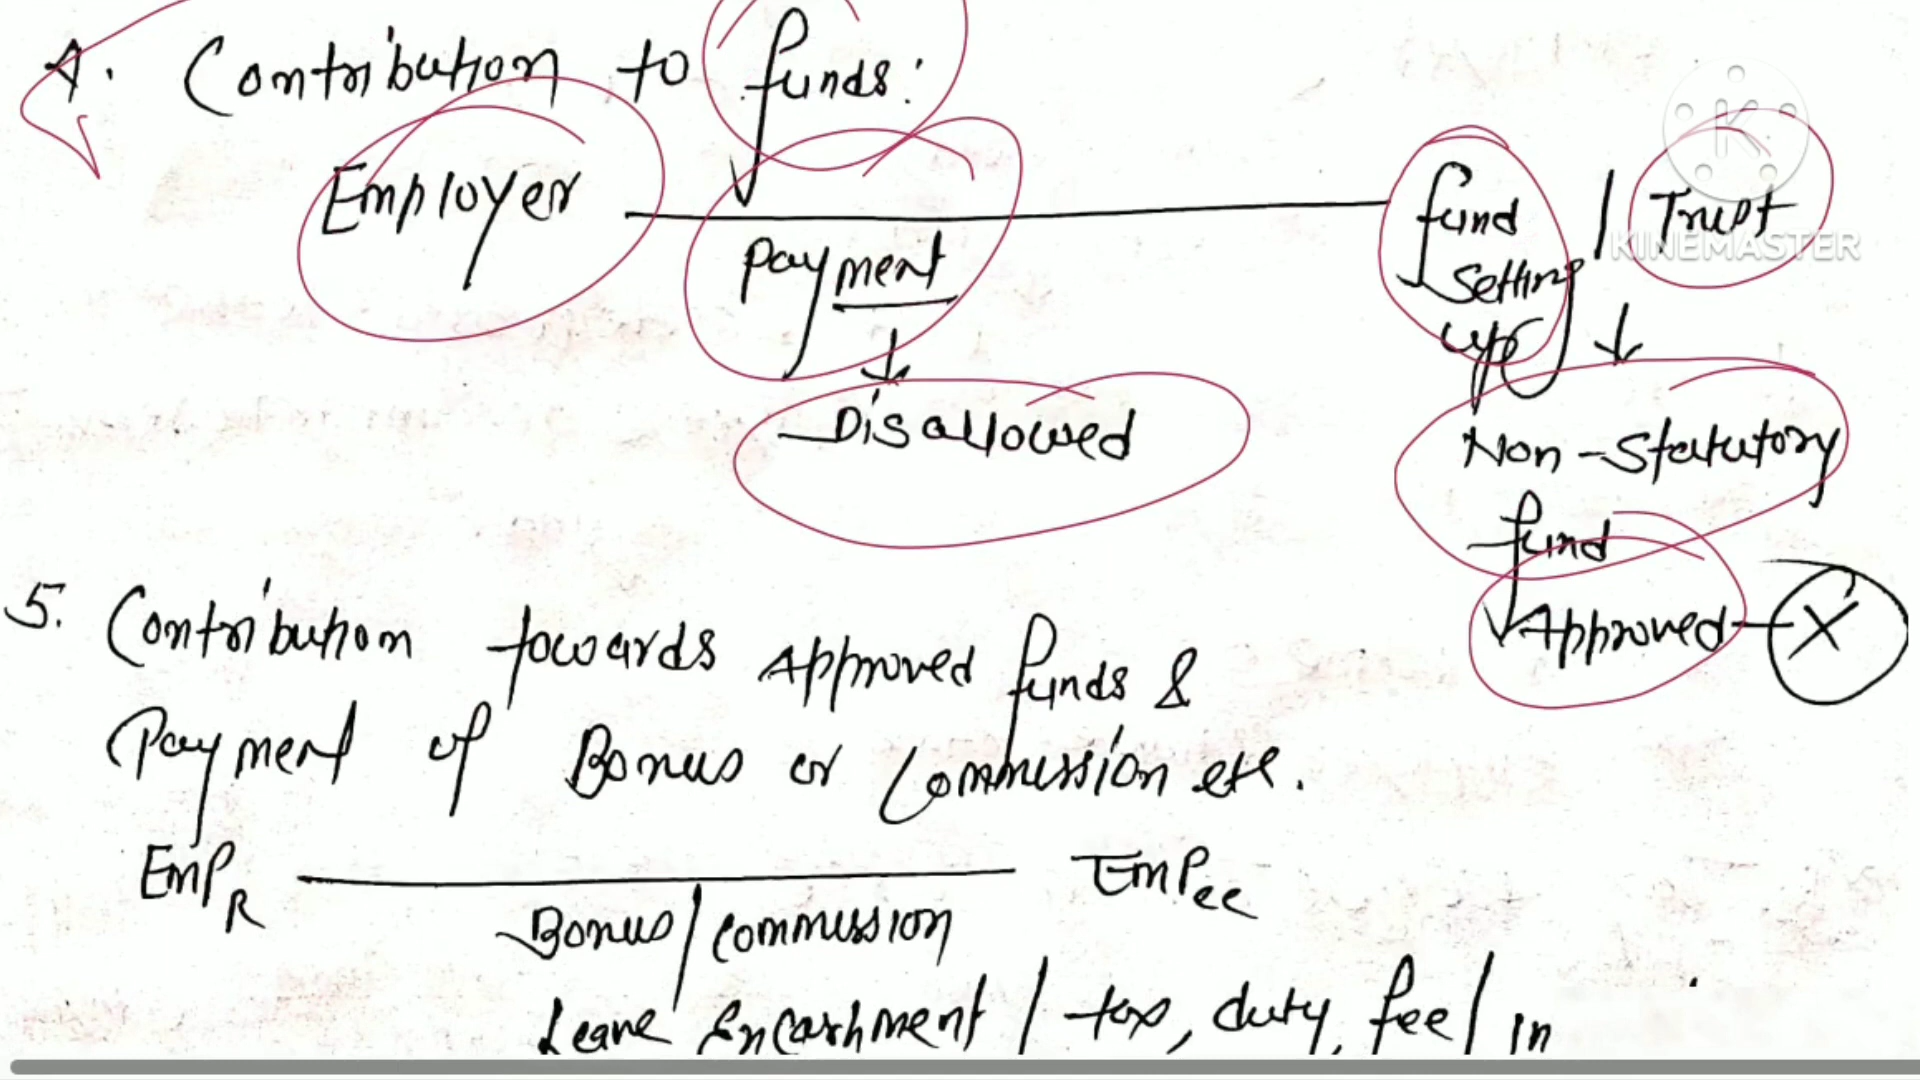 4. Contribution to funds:
Employer
fund / Trust
payment
Setting
up
Disallowed
Non-Statutory
fund
Approved - X
5. Contribution towards Approved funds &
Payment of Bonus or Commission etc.
EmpR
Empee
Bonus / commission
Leave Encashment / tax, duty, fee / in
KINEMASTER